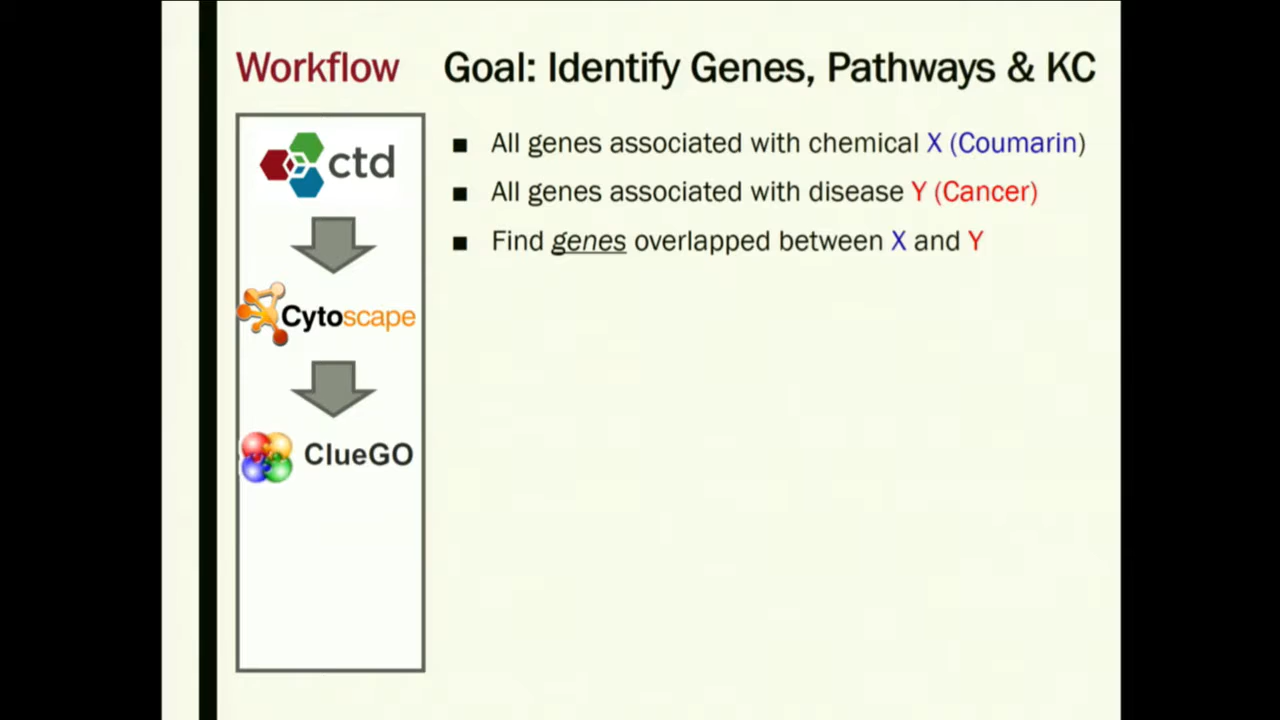 Workflow
Goal: Identify Genes, Pathways & KC
ctd
Cytoscape
ClueGO
■ All genes associated with chemical X (Coumarin)
■ All genes associated with disease Y (Cancer)
■ Find genes overlapped between X and Y